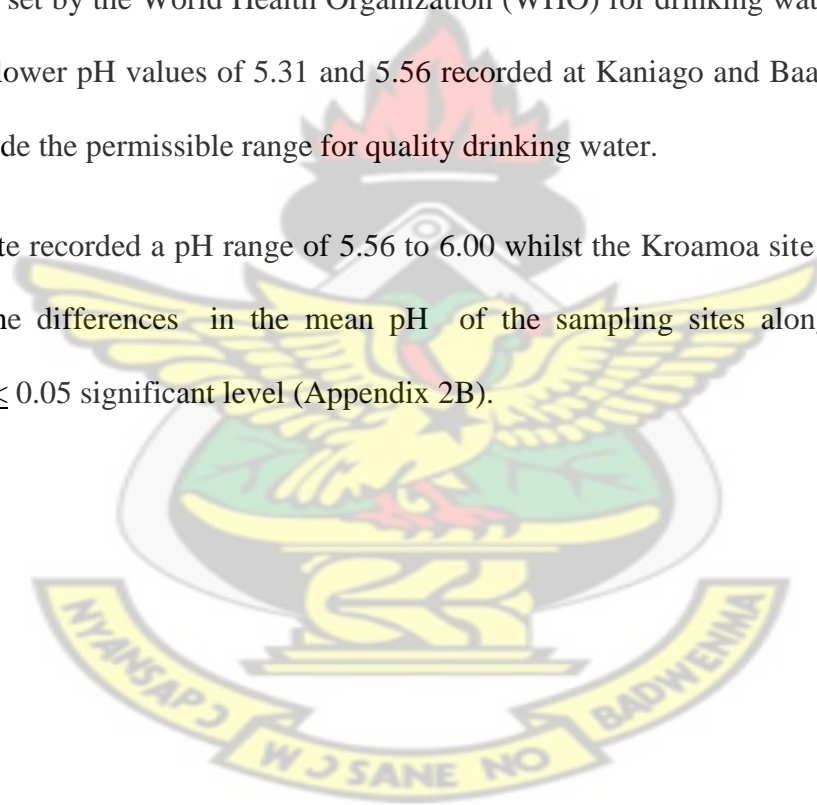 set by the World Health Organization (WHO) for drinking wat
lower pH values of 5.31 and 5.56 recorded at Kaniago and Baa
de the permissible range for quality drinking water.
te recorded a pH range of 5.56 to 6.00 whilst the Kroamoa site
ne differences in the mean pH of the sampling sites along
≤ 0.05 significant level (Appendix 2B).
NYANSAPƆ
WƆSANE NO
BADWENMA